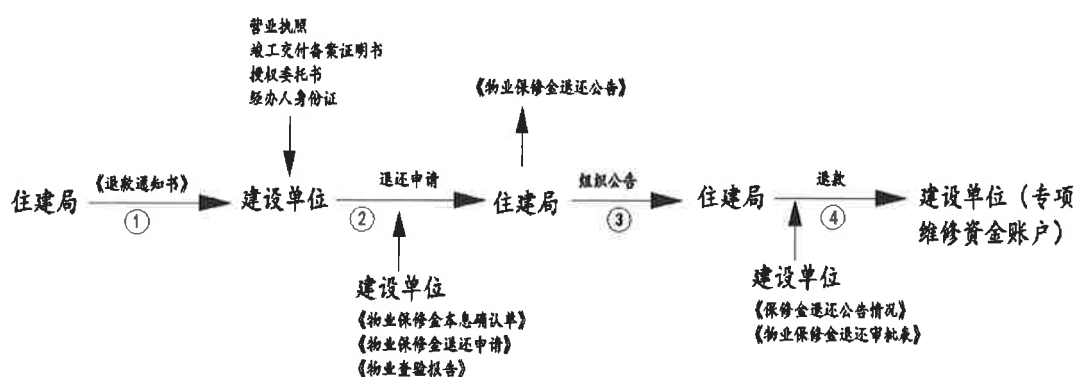 营业执照
竣工交付备案证明书
授权委托书
经办人身份证
《物业保修金退还公告》
住建局
《退款通知书》
①
建设单位
退还申请
②
住建局
组织公告
③
住建局
退款
④
建设单位（专项
维修资金账户）
建设单位
《物业保修金本息确认单》
《物业保修金退还申请》
《物业查验报告》
建设单位
《保修金退还公告情况》
《物业保修金退还审批表》